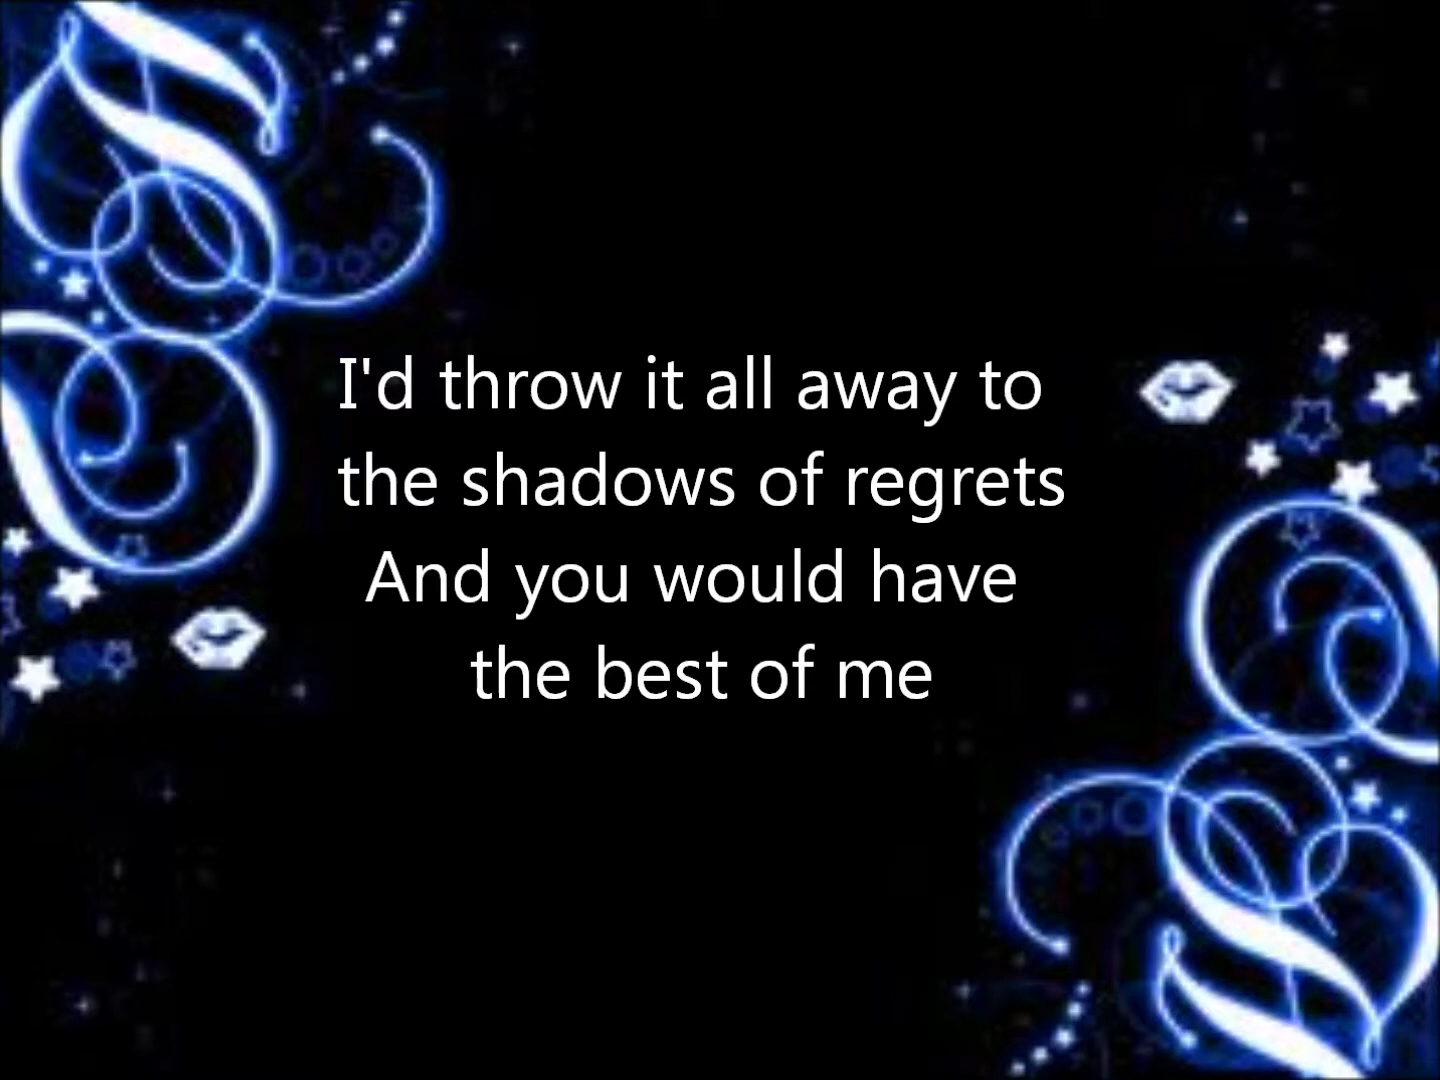 I'd throw it all away to
the shadows of regrets
And you would have
the best of me